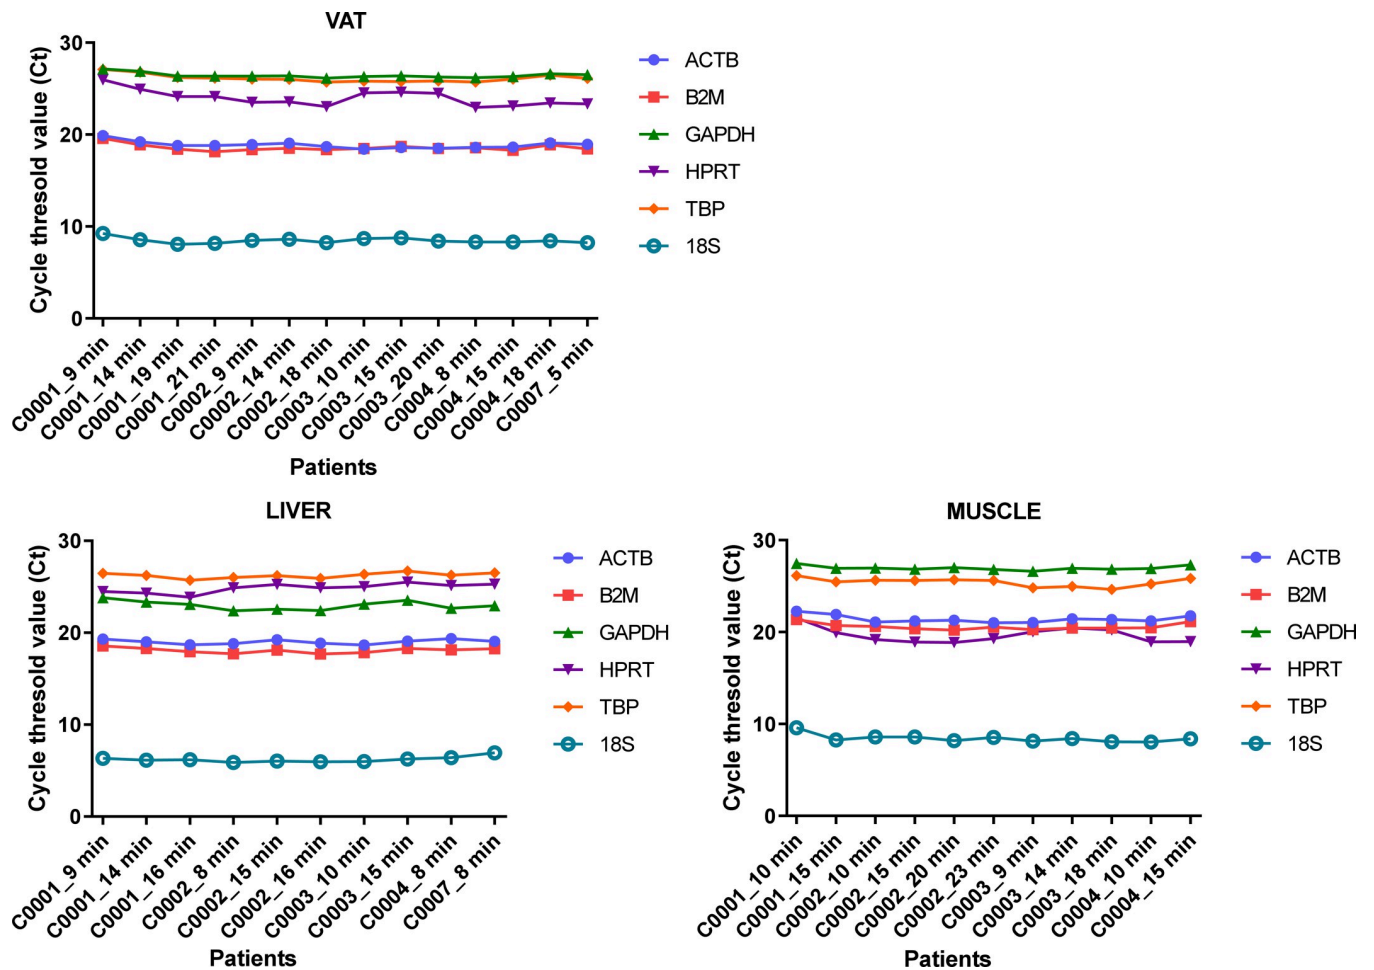 VAT
Cycle thresold value (Ct)
30
20
10
0
C0001_9 min
C0001_14 min
C0001_19 min
C0001_21 min
C0002_9 min
C0002_14 min
C0002_18 min
C0003_10 min
C0003_15 min
C0003_20 min
C0004_8 min
C0004_15 min
C0004_18 min
C0007_5 min
Patients
ACTB
B2M
GAPDH
HPRT
TBP
18S
LIVER
Cycle thresold value (Ct)
30
20
10
0
C0001_9 min
C0001_14 min
C0001_16 min
C0002_8 min
C0002_15 min
C0002_16 min
C0003_10 min
C0003_15 min
C0004_8 min
C0007_8 min
Patients
ACTB
B2M
GAPDH
HPRT
TBP
18S
MUSCLE
Cycle thresold value (Ct)
30
20
10
0
C0001_10 min
C0001_15 min
C0002_10 min
C0002_15 min
C0002_20 min
C0002_23 min
C0003_9 min
C0003_14 min
C0003_18 min
C0004_10 min
C0004_15 min
Patients
ACTB
B2M
GAPDH
HPRT
TBP
18S